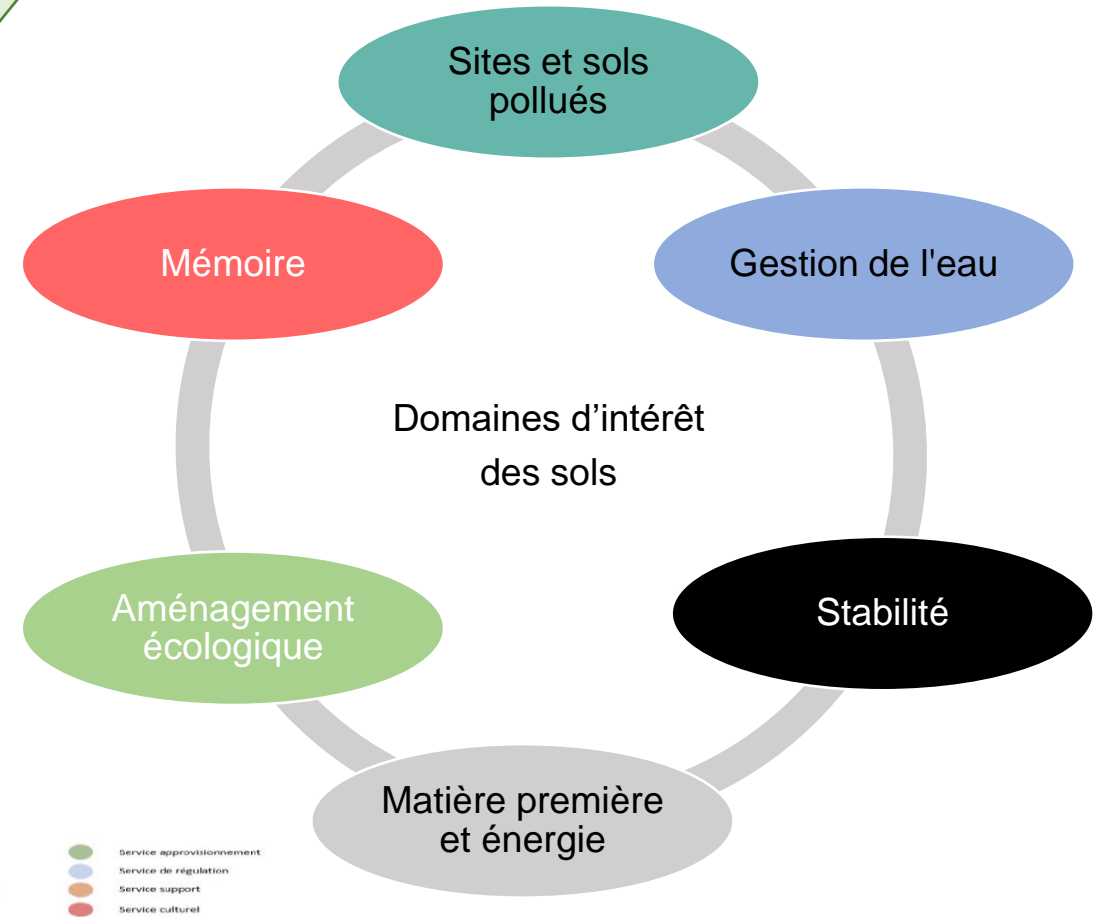 Sites et sols
pollués
Mémoire
Gestion de l'eau
Domaines d’intérêt
des sols
Aménagement
écologique
Stabilité
Matière première
et énergie
Service approvisionnement
Service de régulation
Service support
Service culturel